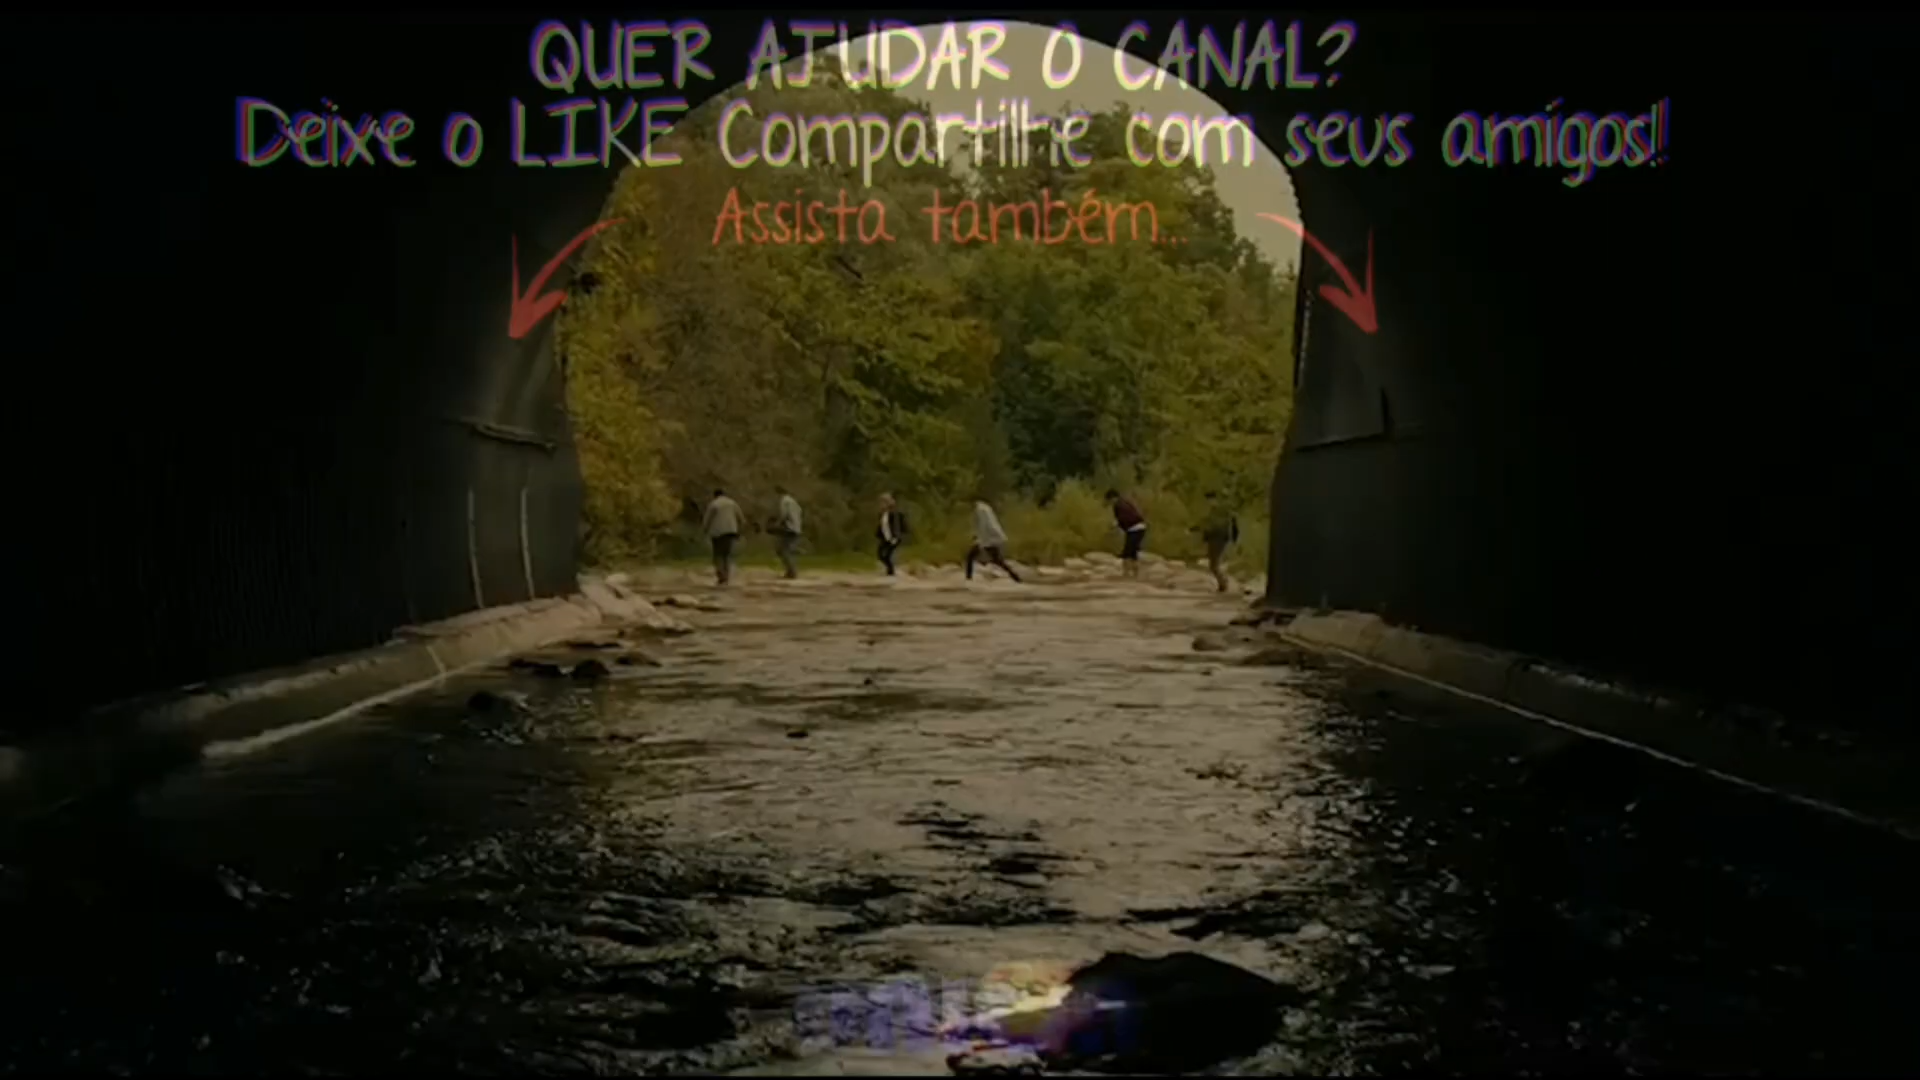 QUER AJUDAR O CANAL?
Deixe o LIKE Compartilhe com seus amigos!
Assista também...